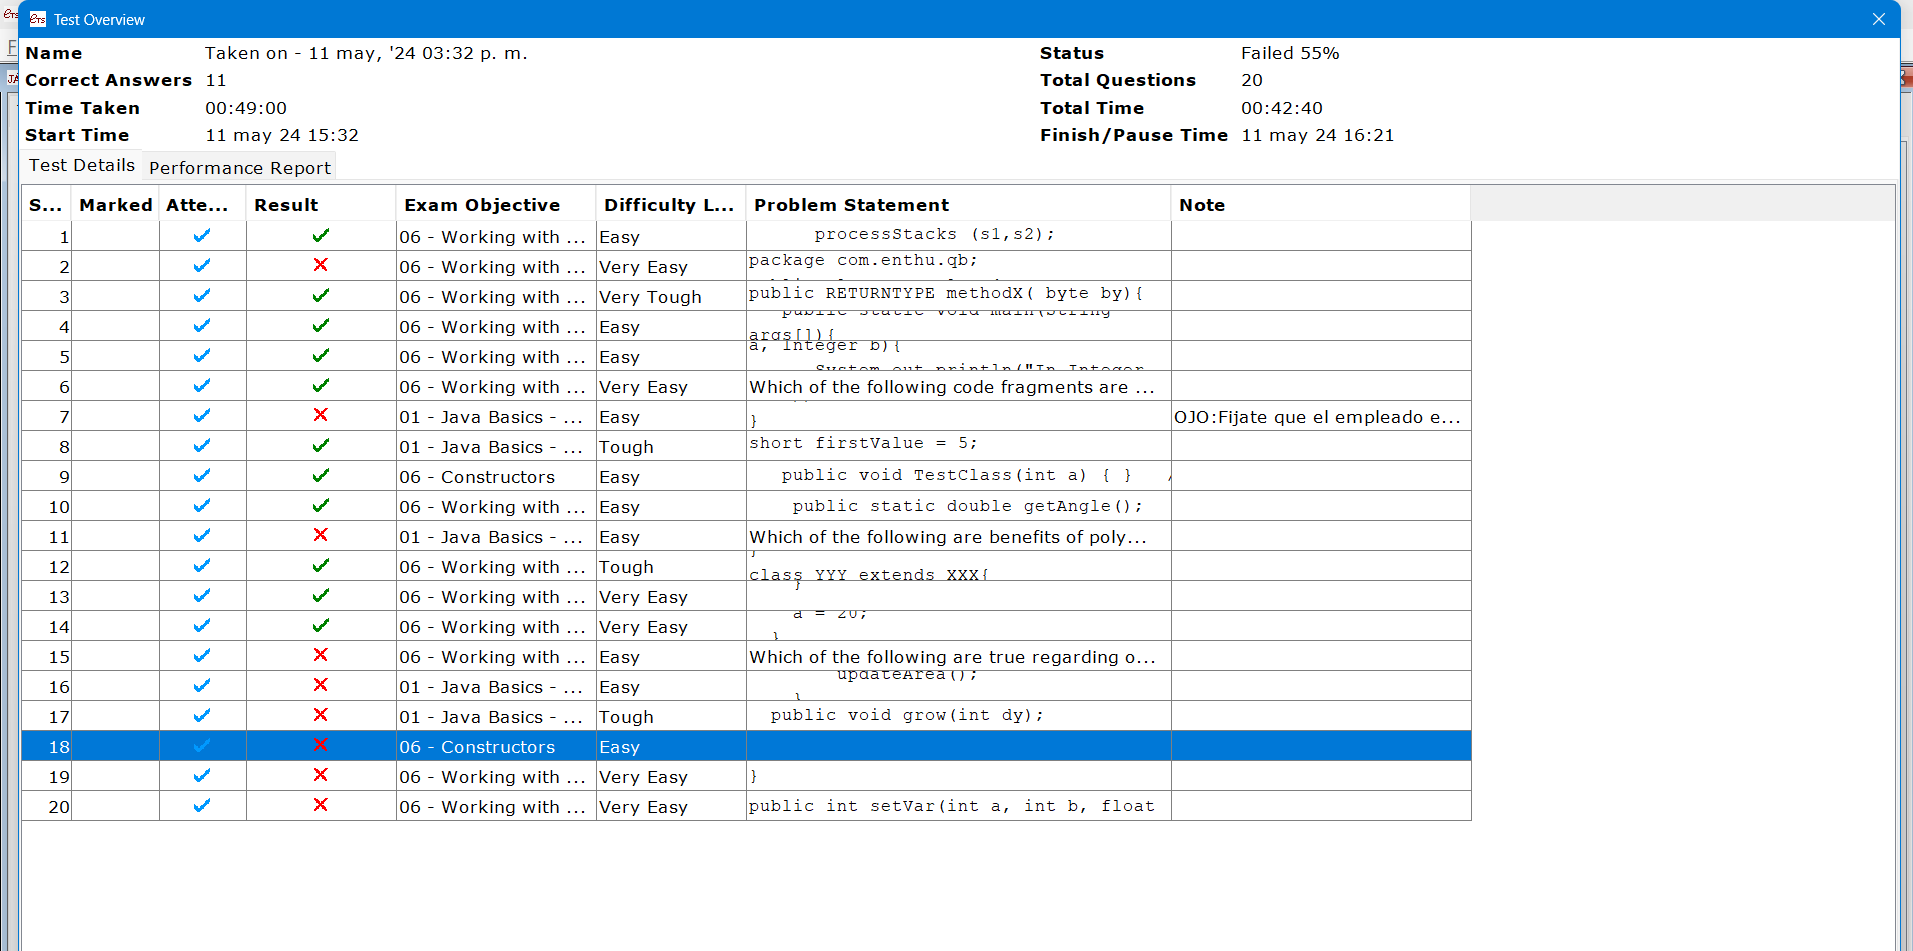 Test Overview
Name Taken on - 11 may, '24 03:32 p. m. Status Failed 55%
Correct Answers 11 Total Questions 20
Time Taken 00:49:00 Total Time 00:42:40
Start Time 11 may 24 15:32 Finish/Pause Time 11 may 24 16:21
Test Details Performance Report
S... Marked Atte... Result Exam Objective Difficulty L... Problem Statement Note
1 06 - Working with ... Easy processStacks (s1,s2);
2 06 - Working with ... Very Easy package com.enthu.qb;
3 06 - Working with ... Very Tough public RETURNTYPE methodX( byte by){
4 06 - Working with ... Easy public static void main(String
args[]){
5 06 - Working with ... Easy a, Integer b){
System.out.println("In Integer
6 06 - Working with ... Very Easy Which of the following code fragments are ...
7 01 - Java Basics - ... Easy } OJO:Fijate que el empleado e...
8 01 - Java Basics - ... Tough short firstValue = 5;
9 06 - Constructors Easy public void TestClass(int a) { } /
10 06 - Working with ... Easy public static double getAngle();
11 01 - Java Basics - ... Easy Which of the following are benefits of poly...
12 06 - Working with ... Tough }
class YYY extends XXX{
13 06 - Working with ... Very Easy }
14 06 - Working with ... Very Easy a = 20;
}
15 06 - Working with ... Easy Which of the following are true regarding o...
16 01 - Java Basics - ... Easy updateArea();
}
17 01 - Java Basics - ... Tough public void grow(int dy);
18 06 - Constructors Easy
19 06 - Working with ... Very Easy }
20 06 - Working with ... Very Easy public int setVar(int a, int b, float